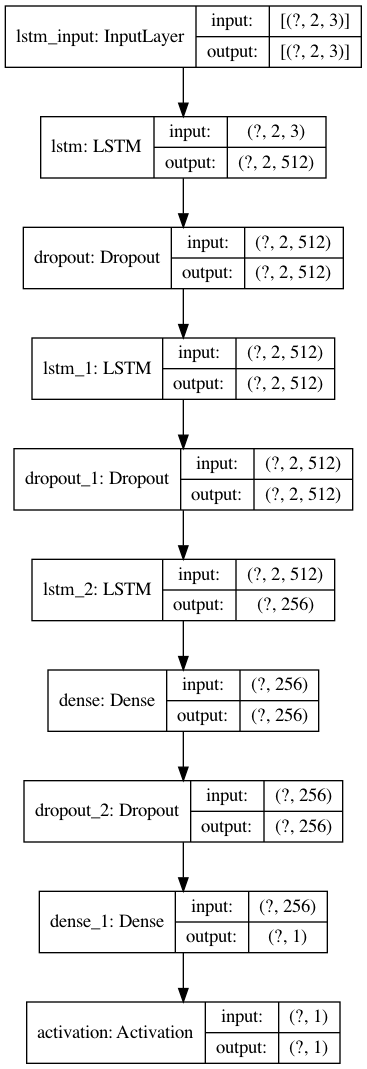 lstm_input: InputLayer
input: [(?, 2, 3)]
output: [(?, 2, 3)]
lstm: LSTM
input: (?, 2, 3)
output: (?, 2, 512)
dropout: Dropout
input: (?, 2, 512)
output: (?, 2, 512)
lstm_1: LSTM
input: (?, 2, 512)
output: (?, 2, 512)
dropout_1: Dropout
input: (?, 2, 512)
output: (?, 2, 512)
lstm_2: LSTM
input: (?, 2, 512)
output: (?, 256)
dense: Dense
input: (?, 256)
output: (?, 256)
dropout_2: Dropout
input: (?, 256)
output: (?, 256)
dense_1: Dense
input: (?, 256)
output: (?, 1)
activation: Activation
input: (?, 1)
output: (?, 1)